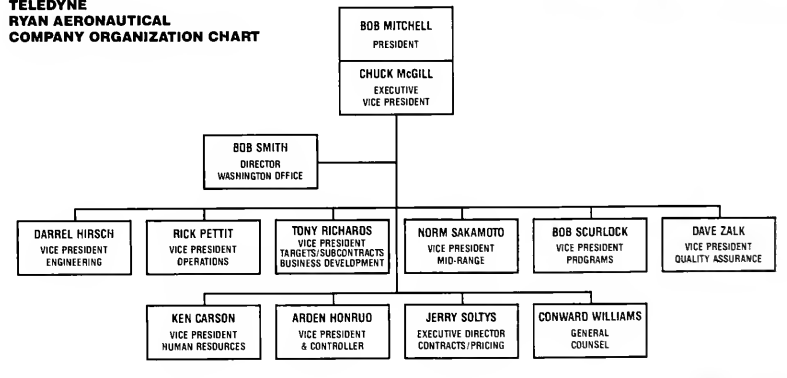 TELEDYNE
RYAN AERONAUTICAL
COMPANY ORGANIZATION CHART
BOB MITCHELL
PRESIDENT
CHUCK McGILL
EXECUTIVE
VICE PRESIDENT
BOB SMITH
DIRECTOR
WASHINGTON OFFICE
DARREL HIRSCH
VICE PRESIDENT
ENGINEERING
RICK PETTIT
VICE PRESIDENT
OPERATIONS
TONY RICHARDS
VICE PRESIDENT
TARGETS/SUBCONTRACTS
BUSINESS DEVELOPMENT
NORM SAKAMOTO
VICE PRESIDENT
MID-RANGE
BOB SCURLOCK
VICE PRESIDENT
PROGRAMS
DAVE ZALK
VICE PRESIDENT
QUALITY ASSURANCE
KEN CARSON
VICE PRESIDENT
HUMAN RESOURCES
ARDEN HONRUD
VICE PRESIDENT
& CONTROLLER
JERRY SOLTYS
EXECUTIVE DIRECTOR
CONTRACTS/PRICING
CONWARD WILLIAMS
GENERAL
COUNSEL